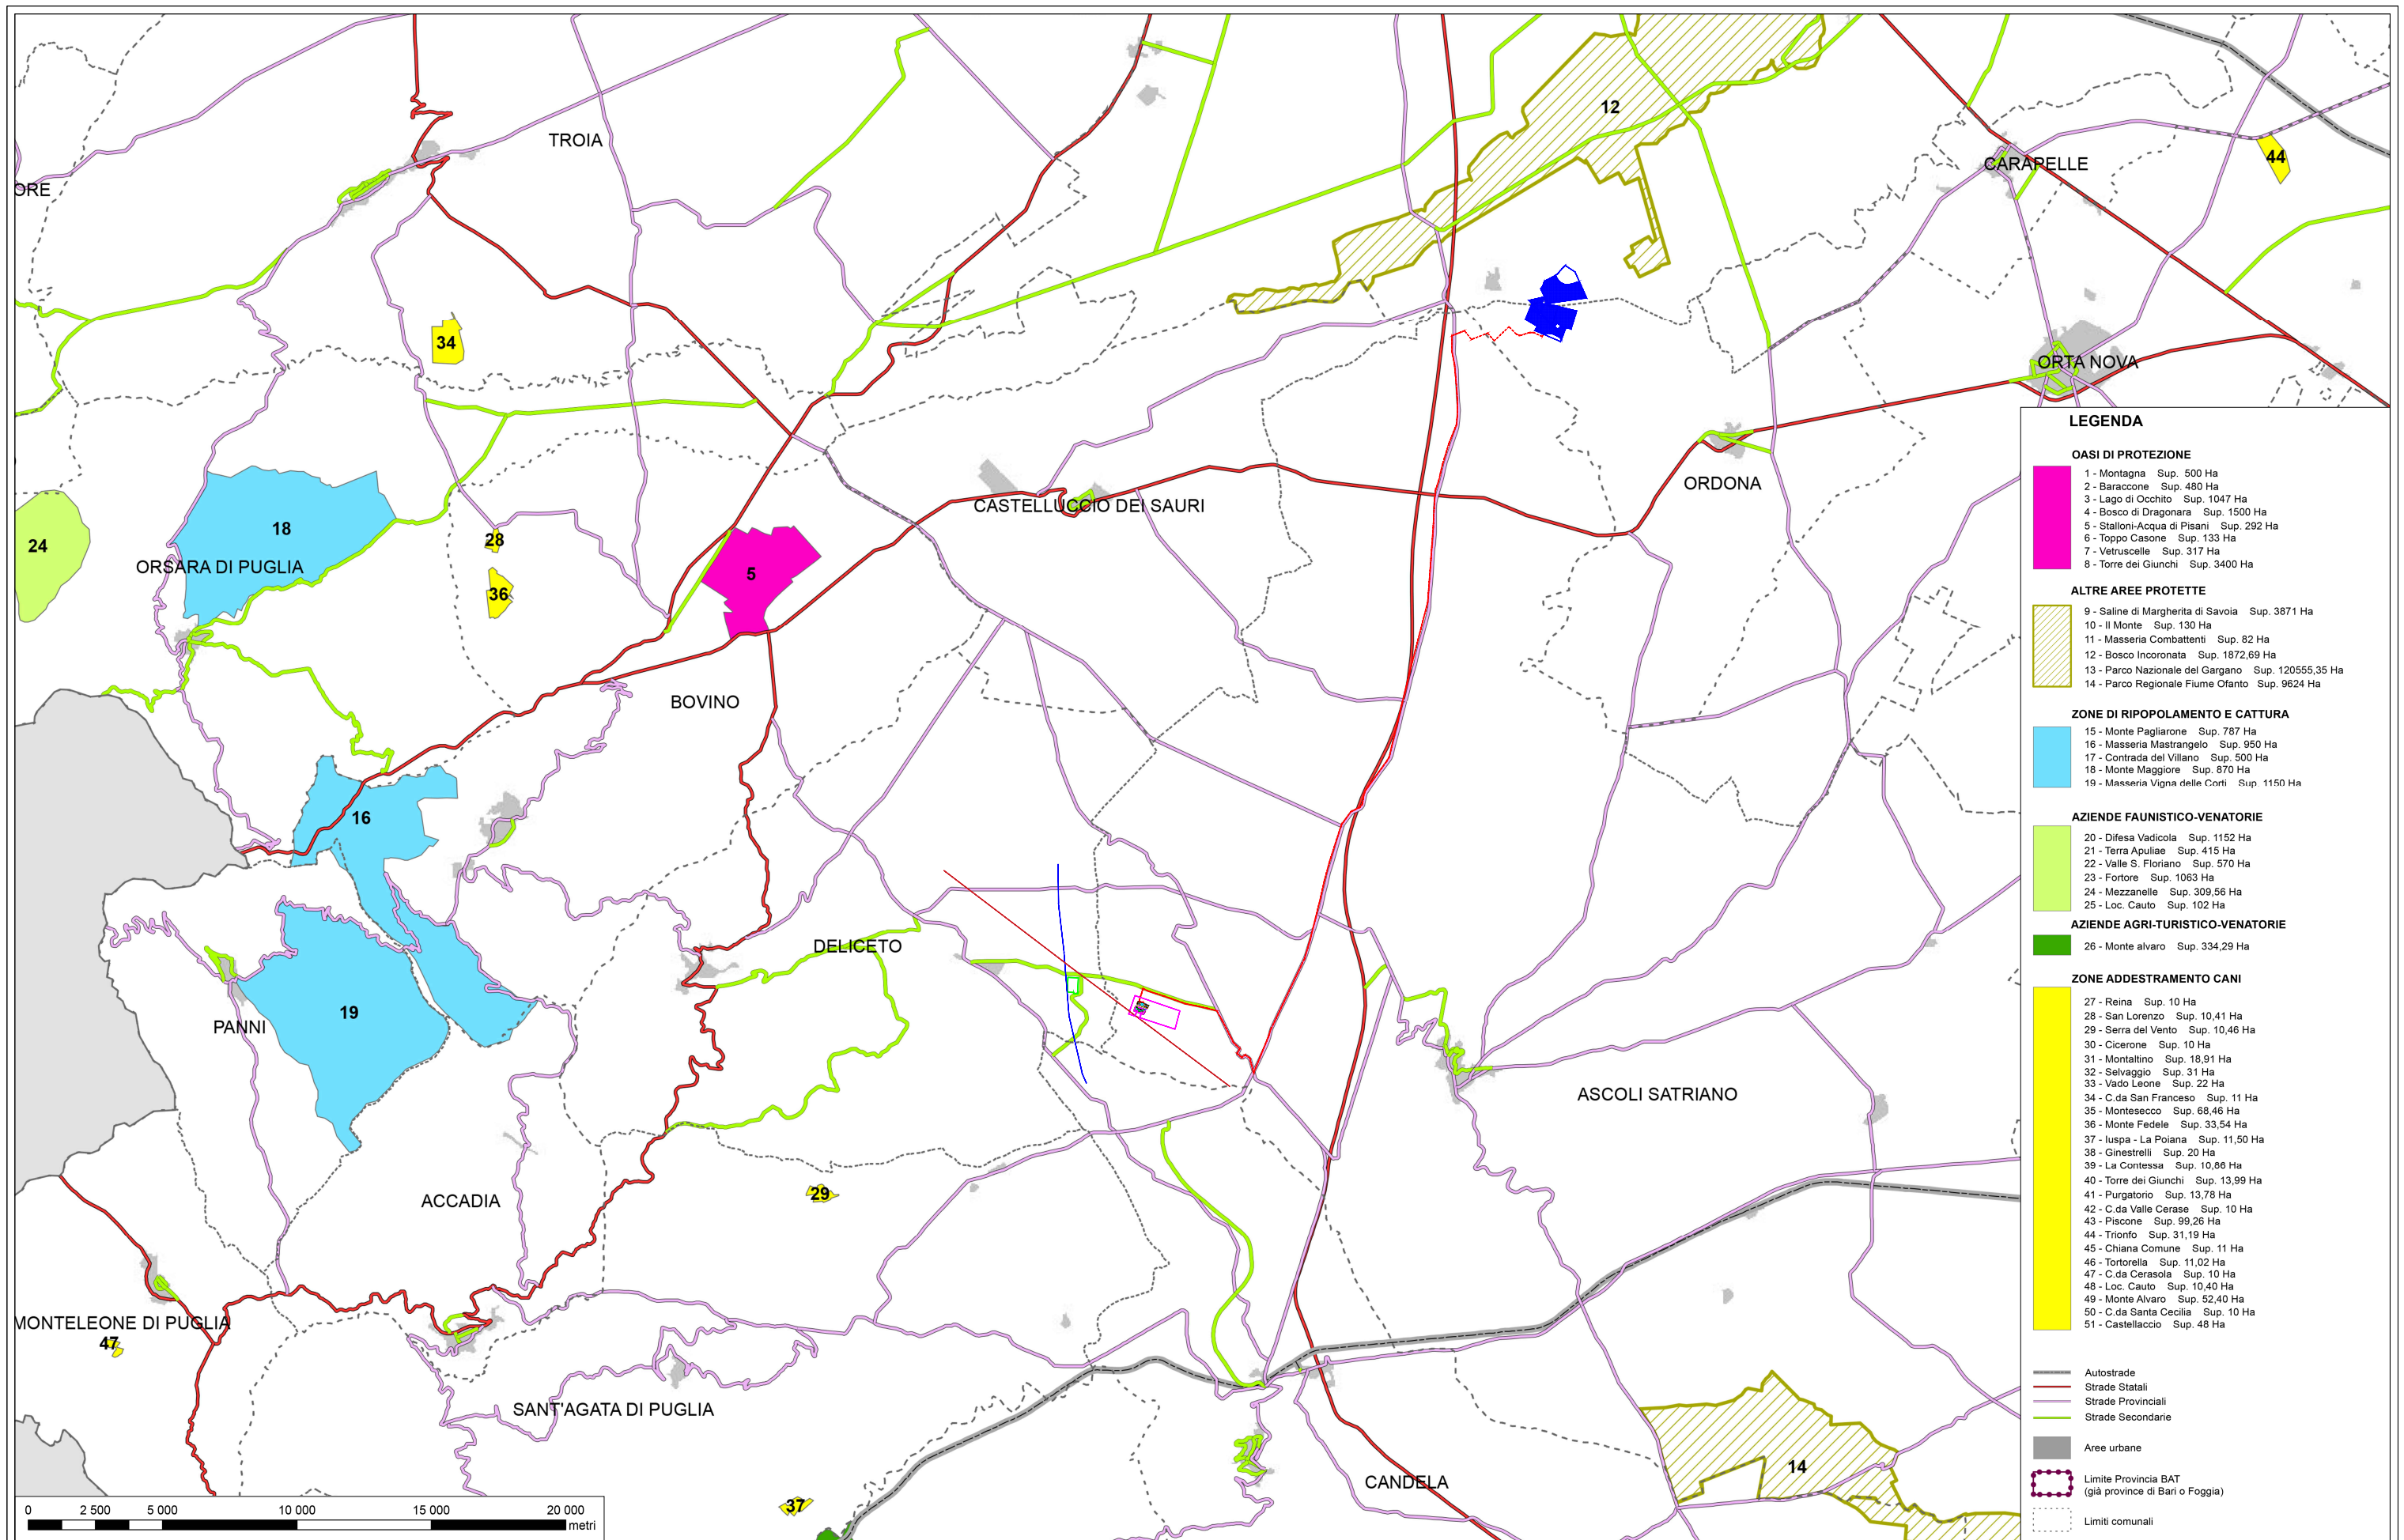 12
TROIA
CARAPELLE
44
ORE
34
ORTA NOVA
18
24
ORSARA DI PUGLIA
28
36
5
CASTELLUCCIO DEI SAURI
ORDONA
BOVINO
16
DELICETO
19
PANNI
ASCOLI SATRIANO
29
ACCADIA
MONTELEONE DI PUGLIA
47
SANT'AGATA DI PUGLIA
14
CANDELA
37
0 2 500 5 000 10 000 15 000 20 000
metri
LEGENDA
OASI DI PROTEZIONE
1 - Montagna Sup. 500 Ha
2 - Baraccone Sup. 480 Ha
3 - Lago di Occhito Sup. 1047 Ha
4 - Bosco di Dragonara Sup. 1500 Ha
5 - Stalloni-Acqua di Pisani Sup. 292 Ha
6 - Toppo Casone Sup. 133 Ha
7 - Vetruscelle Sup. 317 Ha
8 - Torre dei Giunchi Sup. 3400 Ha
ALTRE AREE PROTETTE
9 - Saline di Margherita di Savoia Sup. 3871 Ha
10 - Il Monte Sup. 130 Ha
11 - Masseria Combattenti Sup. 82 Ha
12 - Bosco Incoronata Sup. 1872,69 Ha
13 - Parco Nazionale del Gargano Sup. 120555,35 Ha
14 - Parco Regionale Fiume Ofanto Sup. 9624 Ha
ZONE DI RIPOPOLAMENTO E CATTURA
15 - Monte Pagliarone Sup. 787 Ha
16 - Masseria Mastrangelo Sup. 950 Ha
17 - Contrada del Villano Sup. 500 Ha
18 - Monte Maggiore Sup. 870 Ha
19 - Masseria Vigna delle Corti Sup. 1150 Ha
AZIENDE FAUNISTICO-VENATORIE
20 - Difesa Vadicola Sup. 1152 Ha
21 - Terra Apuliae Sup. 415 Ha
22 - Valle S. Floriano Sup. 570 Ha
23 - Fortore Sup. 1063 Ha
24 - Mezzanelle Sup. 309,56 Ha
25 - Loc. Cauto Sup. 102 Ha
AZIENDE AGRI-TURISTICO-VENATORIE
26 - Monte alvaro Sup. 334,29 Ha
ZONE ADDESTRAMENTO CANI
27 - Reina Sup. 10 Ha
28 - San Lorenzo Sup. 10,41 Ha
29 - Serra del Vento Sup. 10,46 Ha
30 - Cicerone Sup. 10 Ha
31 - Montaltino Sup. 18,91 Ha
32 - Selvaggio Sup. 31 Ha
33 - Vado Leone Sup. 22 Ha
34 - C.da San Franceso Sup. 11 Ha
35 - Montesecco Sup. 68,46 Ha
36 - Monte Fedele Sup. 33,54 Ha
37 - Iuspa - La Poiana Sup. 11,50 Ha
38 - Ginestrelli Sup. 20 Ha
39 - La Contessa Sup. 10,86 Ha
40 - Torre dei Giunchi Sup. 13,99 Ha
41 - Purgatorio Sup. 13,78 Ha
42 - C.da Valle Cerase Sup. 10 Ha
43 - Piscone Sup. 99,26 Ha
44 - Trionfo Sup. 31,19 Ha
45 - Chiana Comune Sup. 11 Ha
46 - Tortorella Sup. 11,02 Ha
47 - C.da Cerasola Sup. 10 Ha
48 - Loc. Cauto Sup. 10,40 Ha
49 - Monte Alvaro Sup. 52,40 Ha
50 - C.da Santa Cecilia Sup. 10 Ha
51 - Castellaccio Sup. 48 Ha
Autostrade
Strade Statali
Strade Provinciali
Strade Secondarie
Aree urbane
Limite Provincia BAT
(già province di Bari o Foggia)
Limiti comunali